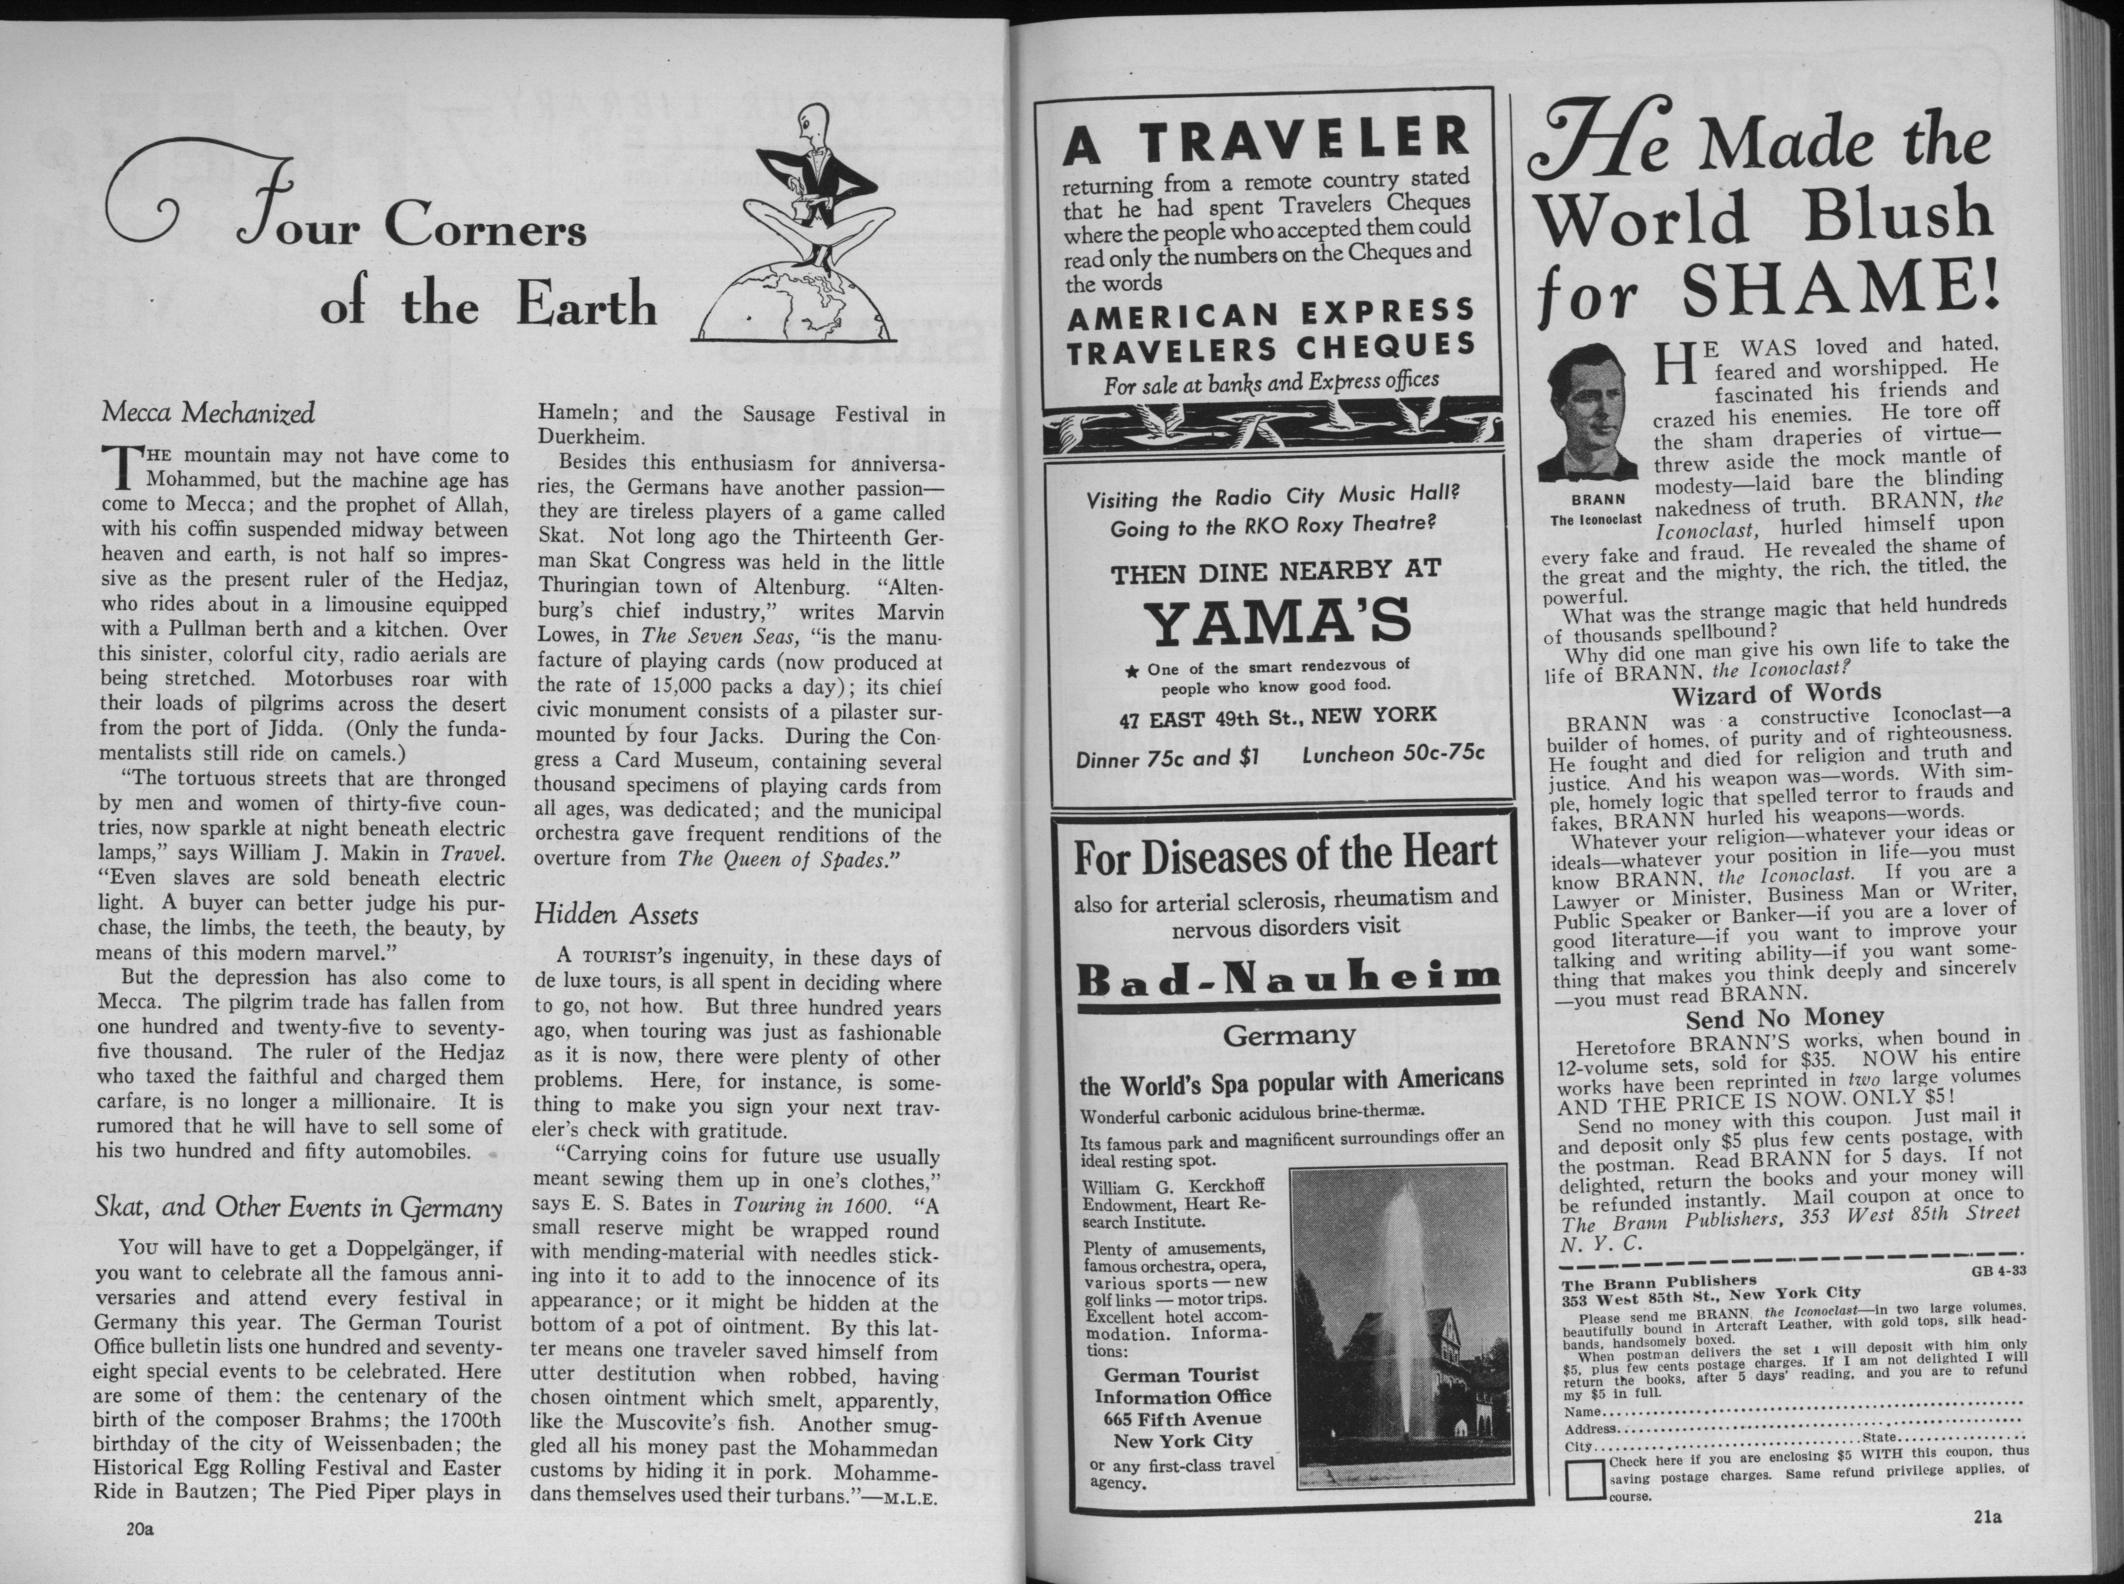 Four Corners
of the Earth
Mecca Mechanized
THE mountain may not have come to
Mohammed, but the machine age has
come to Mecca; and the prophet of Allah,
with his coffin suspended midway between
heaven and earth, is not half so impres-
sive as the present ruler of the Hedjaz,
who rides about in a limousine equipped
with a Pullman berth and a kitchen. Over
this sinister, colorful city, radio aerials are
being stretched. Motorbuses roar with
their loads of pilgrims across the desert
from the port of Jidda. (Only the funda-
mentalists still ride on camels.)
"The tortuous streets that are thronged
by men and women of thirty-five coun-
tries, now sparkle at night beneath electric
lamps," says William J. Makin in Travel.
"Even slaves are sold beneath electric
light. A buyer can better judge his pur-
chase, the limbs, the teeth, the beauty, by
means of this modern marvel."
But the depression has also come to
Mecca. The pilgrim trade has fallen from
one hundred and twenty-five to seventy-
five thousand. The ruler of the Hedjaz
who taxed the faithful and charged them
carfare, is no longer a millionaire. It is
rumored that he will have to sell some of
his two hundred and fifty automobiles.
Skat, and Other Events in Germany
YOU will have to get a Doppelgänger, if
you want to celebrate all the famous anni-
versaries and attend every festival in
Germany this year. The German Tourist
Office bulletin lists one hundred and seventy-
eight special events to be celebrated. Here
are some of them: the centenary of the
birth of the composer Brahms; the 1700th
birthday of the city of Weissenbaden; the
Historical Egg Rolling Festival and Easter
Ride in Bautzen; The Pied Piper plays in
20a
Hameln; and the Sausage Festival in
Duerkheim.
Besides this enthusiasm for anniversa-
ries, the Germans have another passion—
they are tireless players of a game called
Skat. Not long ago the Thirteenth Ger-
man Skat Congress was held in the little
Thuringian town of Altenburg. "Alten-
burg's chief industry," writes Marvin
Lowes, in The Seven Seas, "is the manu-
facture of playing cards (now produced at
the rate of 15,000 packs a day); its chief
civic monument consists of a pilaster sur-
mounted by four Jacks. During the Con-
gress a Card Museum, containing several
thousand specimens of playing cards from
all ages, was dedicated; and the municipal
orchestra gave frequent renditions of the
overture from The Queen of Spades."
Hidden Assets
A TOURIST'S ingenuity, in these days of
de luxe tours, is all spent in deciding where
to go, not how. But three hundred years
ago, when touring was just as fashionable
as it is now, there were plenty of other
problems. Here, for instance, is some-
thing to make you sign your next trav-
eler's check with gratitude.
"Carrying coins for future use usually
meant sewing them up in one's clothes,"
says E. S. Bates in Touring in 1600. "A
small reserve might be wrapped round
with mending-material with needles stick-
ing into it to add to the innocence of its
appearance; or it might be hidden at the
bottom of a pot of ointment. By this lat-
ter means one traveler saved himself from
utter destitution when robbed, having
chosen ointment which smelt, apparently,
like the Muscovite's fish. Another smug-
gled all his money past the Mohammedan
customs by hiding it in pork. Mohamme-
dans themselves used their turbans."—M.L.E.
A TRAVELER
returning from a remote country stated
that he had spent Travelers Cheques
where the people who accepted them could
read only the numbers on the Cheques and
the words
AMERICAN EXPRESS
TRAVELERS CHEQUES
For sale at banks and Express offices
Visiting the Radio City Music Hall?
Going to the RKO Roxy Theatre?
THEN DINE NEARBY AT
YAMA'S
★ One of the smart rendezvous of
people who know good food.
47 EAST 49th St., NEW YORK
Dinner 75c and $1 Luncheon 50c-75c
For Diseases of the Heart
also for arterial sclerosis, rheumatism and
nervous disorders visit
Bad-Nauheim
Germany
the World's Spa popular with Americans
Wonderful carbonic acidulous brine-thermæ.
Its famous park and magnificent surroundings offer an
ideal resting spot.
William G. Kerckhoff
Endowment, Heart Re-
search Institute.
Plenty of amusements,
famous orchestra, opera,
various sports—new
golf links—motor trips.
Excellent hotel accom-
modation. Informa-
tions:
German Tourist
Information Office
665 Fifth Avenue
New York City
or any first-class travel
agency.
He Made the
World Blush
for SHAME!
BRANN
The Iconoclast
HE WAS loved and hated,
feared and worshipped. He
fascinated his friends and
crazed his enemies. He tore off
the sham draperies of virtue—
threw aside the mock mantle of
modesty—laid bare the blinding
nakedness of truth. BRANN, the
Iconoclast, hurled himself upon
every fake and fraud. He revealed the shame of
the great and the mighty, the rich, the titled, the
powerful.
What was the strange magic that held hundreds
of thousands spellbound?
Why did one man give his own life to take the
life of BRANN, the Iconoclast?
Wizard of Words
BRANN was a constructive Iconoclast—a
builder of homes, of purity and of righteousness.
He fought and died for religion and truth and
justice. And his weapon was—words. With sim-
ple, homely logic that spelled terror to frauds and
fakes, BRANN hurled his weapons—words.
Whatever your religion—whatever your ideas or
ideals—whatever your position in life—you must
know BRANN, the Iconoclast. If you are a
Lawyer or Minister, Business Man or Writer,
Public Speaker or Banker—if you are a lover of
good literature—if you want to improve your
talking and writing ability—if you want some-
thing that makes you think deeply and sincerely
—you must read BRANN.
Send No Money
Heretofore BRANN'S works, when bound in
12-volume sets, sold for $35. NOW his entire
works have been reprinted in two large volumes
AND THE PRICE IS NOW, ONLY $5!
Send no money with this coupon. Just mail it
and deposit only $5 plus few cents postage, with
the postman. Read BRANN for 5 days. If not
delighted, return the books and your money will
be refunded instantly. Mail coupon at once to
The Brann Publishers, 353 West 85th Street
N. Y. C.
The Brann Publishers GB 4-33
353 West 85th St., New York City
Please send me BRANN, the Iconoclast—in two large volumes,
beautifully bound in Artcraft Leather, with gold tops, silk head-
bands, handsomely boxed.
When postman delivers the set I will deposit with him only
$5, plus few cents postage charges. If I am not delighted I will
return the books, after 5 days' reading, and you are to refund
my $5 in full.
Name
Address
City State
Check here if you are enclosing $5 WITH this coupon, thus
saving postage charges. Same refund privilege applies, of
course.
21a